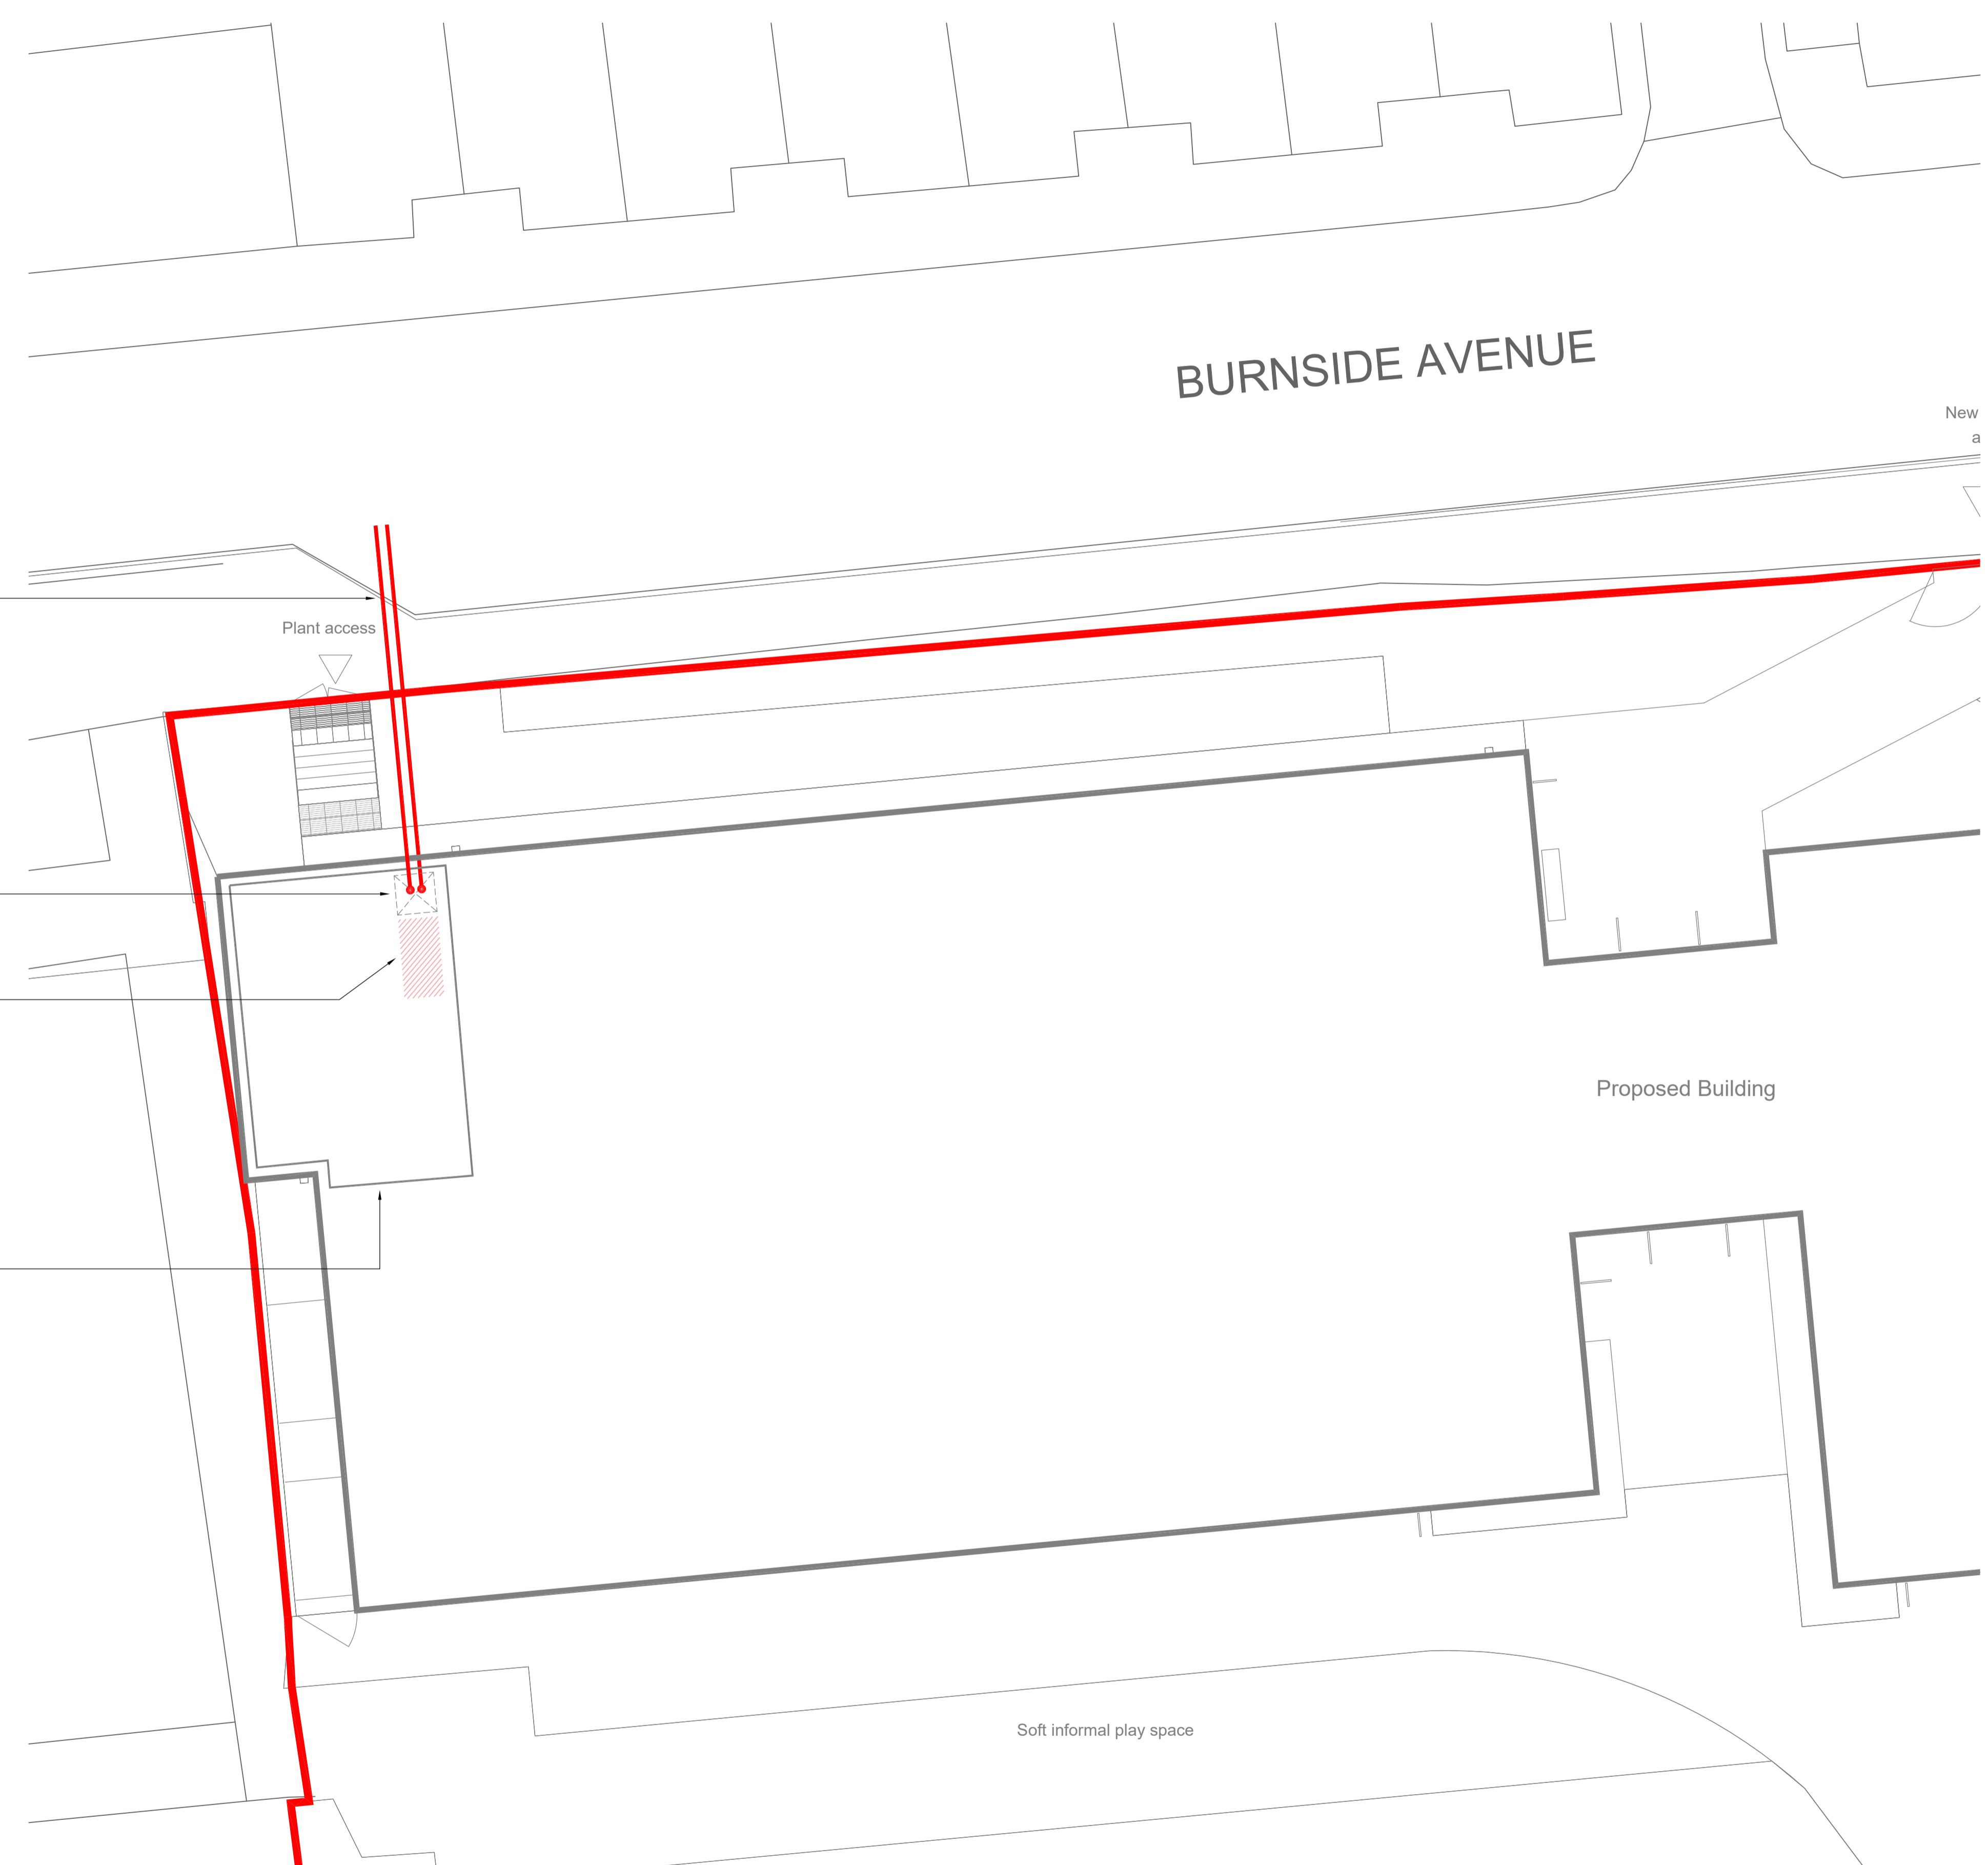 BURNSIDE AVENUE
New
a
Plant access
Proposed Building
Soft informal play space